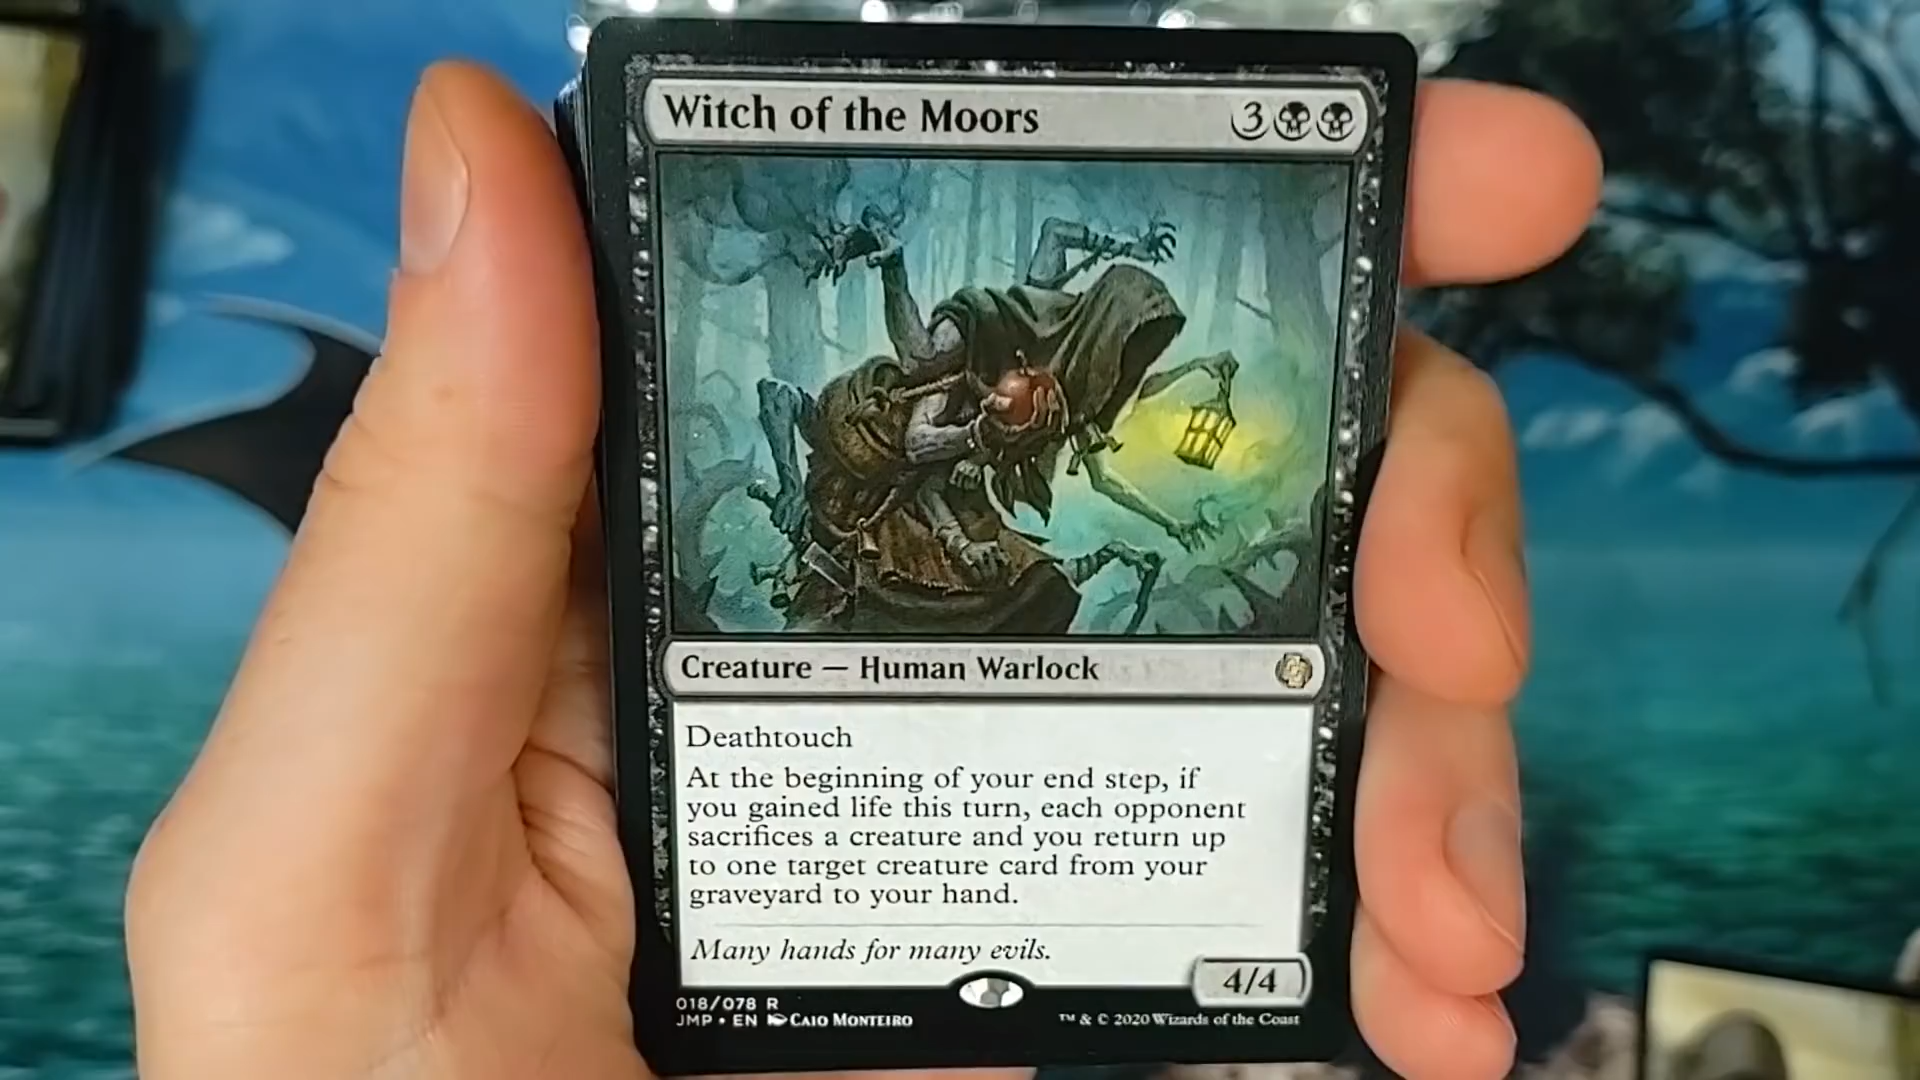 Witch of the Moors 3
Creature — Human Warlock
Deathtouch
At the beginning of your end step, if
you gained life this turn, each opponent
sacrifices a creature and you return up
to one target creature card from your
graveyard to your hand.
Many hands for many evils.
4/4
018/078 R
JMP • EN Caio Monteiro
™ & © 2020 Wizards of the Coast